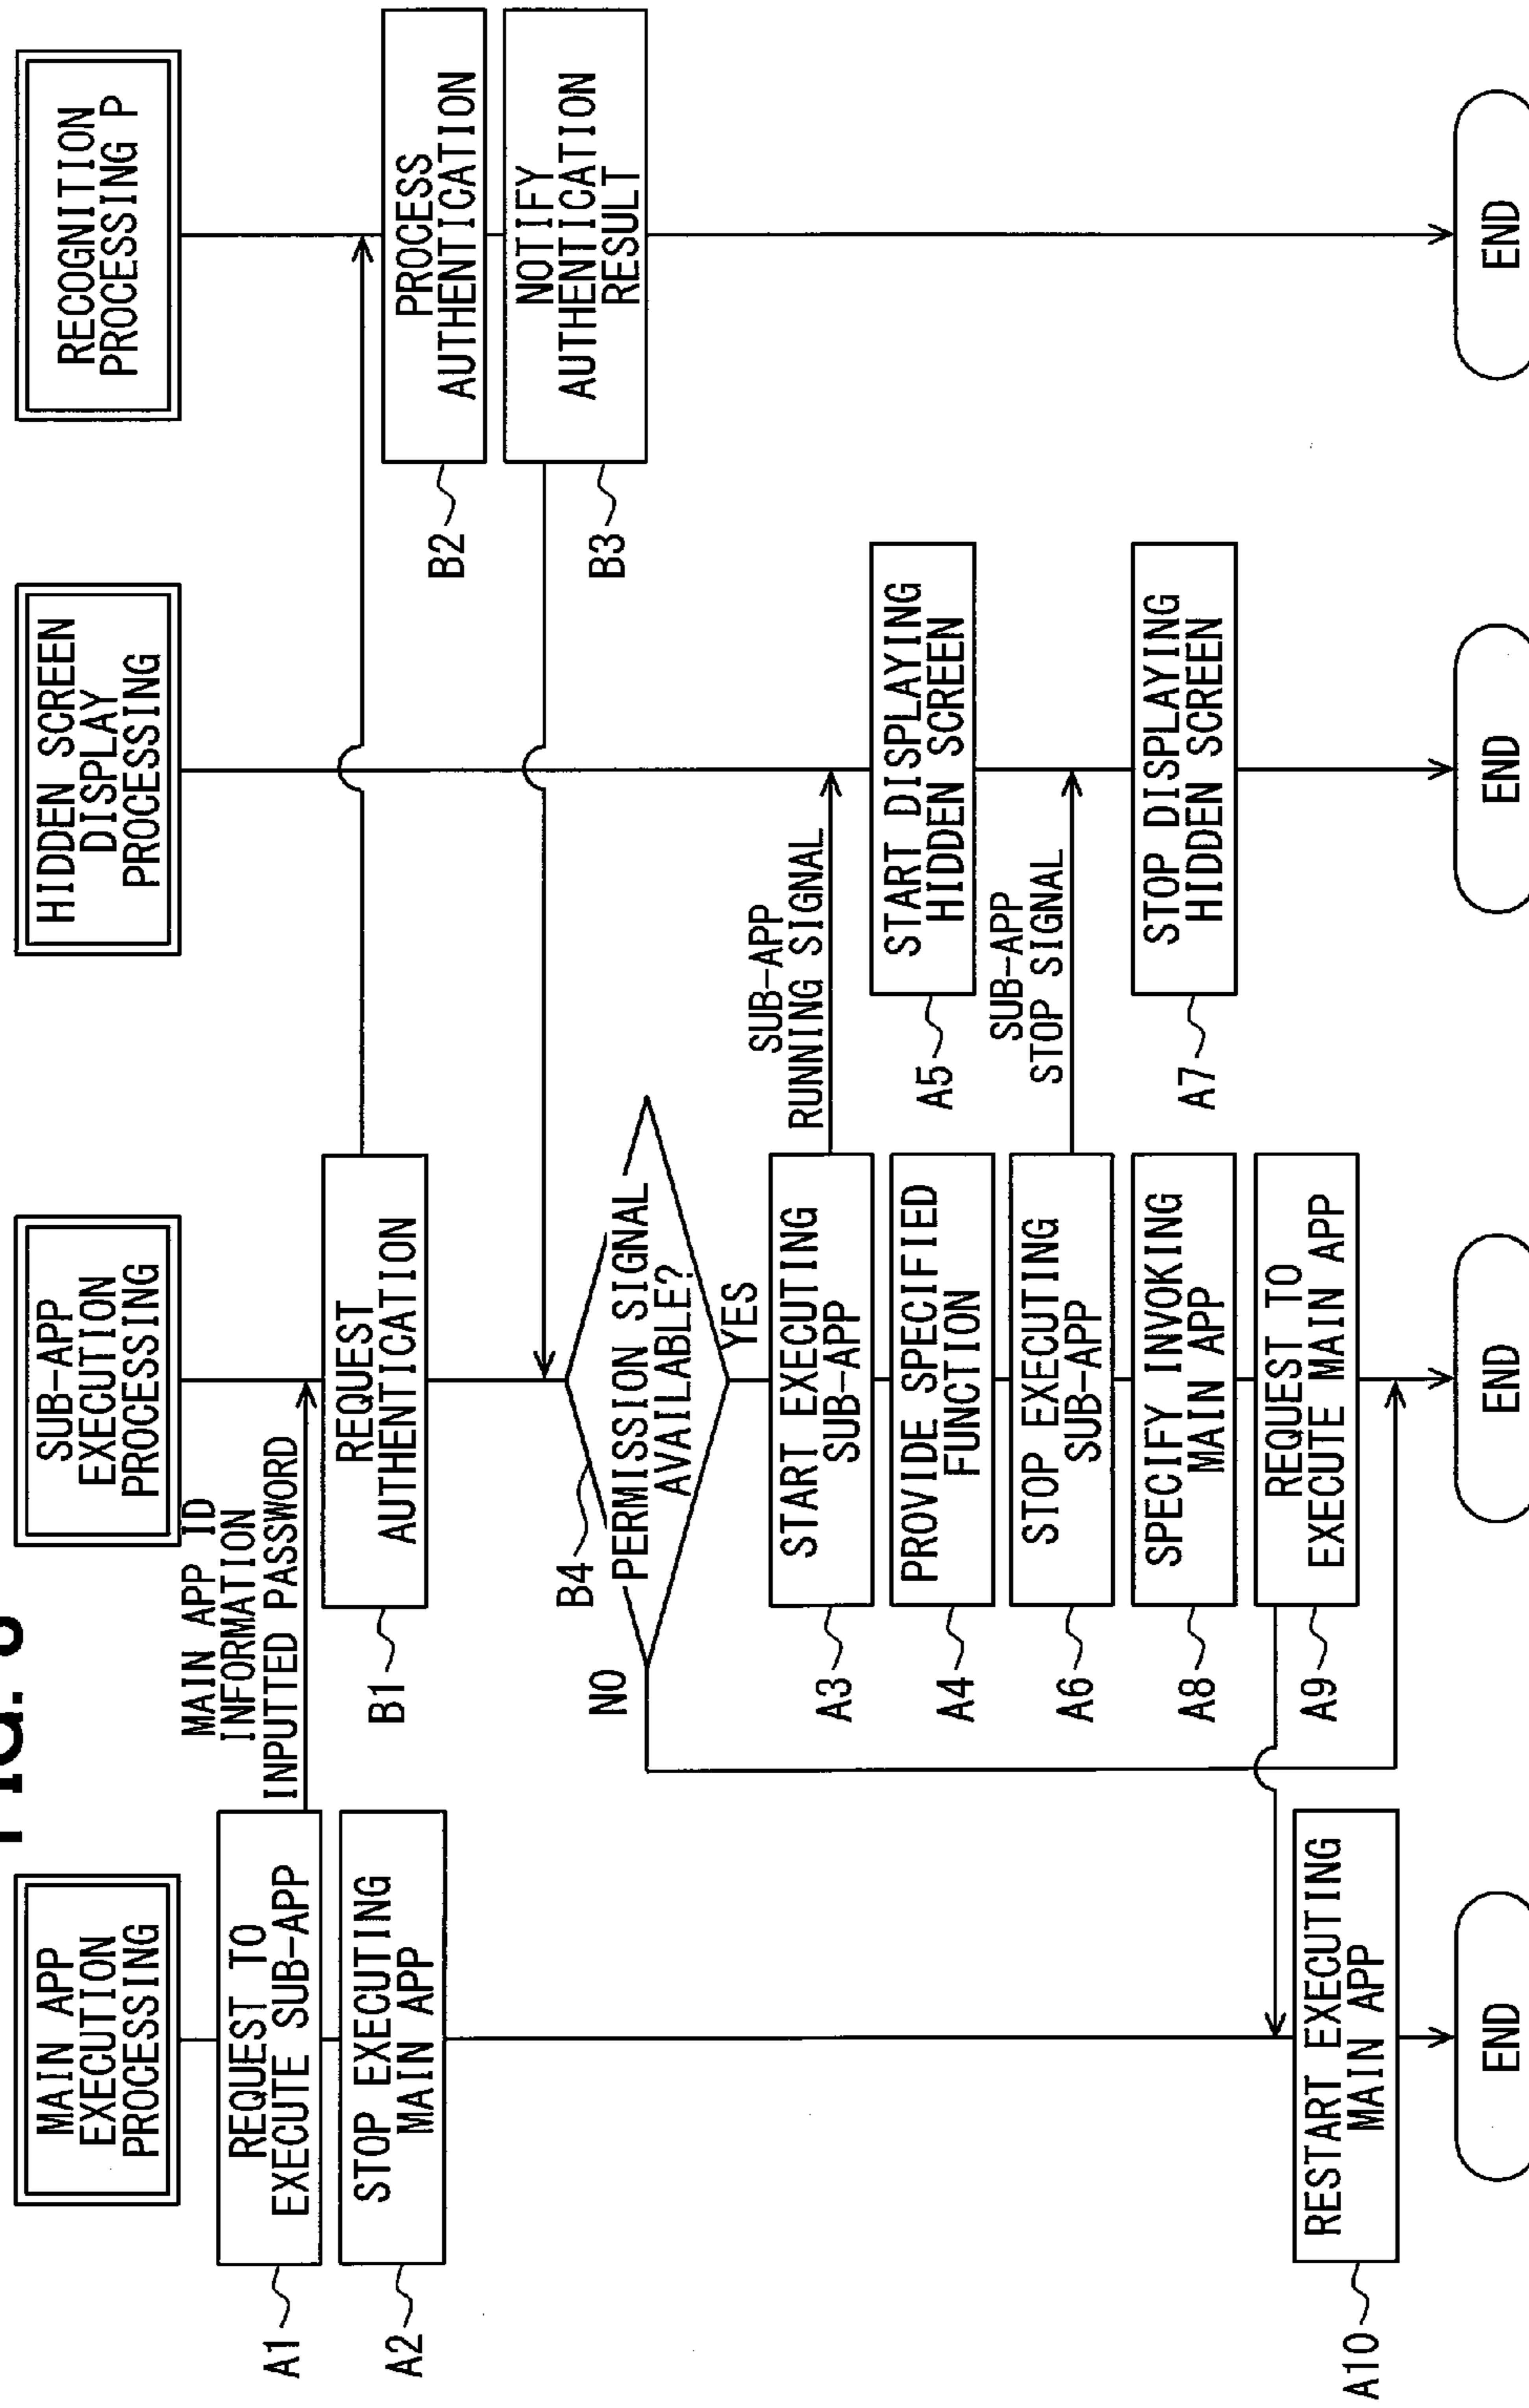 MAIN APP
EXECUTION
PROCESSING
SUB-APP
EXECUTION
PROCESSING
HIDDEN SCREEN
DISPLAY
PROCESSING
RECOGNITION
PROCESSING P
A1
REQUEST TO
EXECUTE SUB-APP
MAIN APP ID
INFORMATION
INPUTTED PASSWORD
A2
STOP EXECUTING
MAIN APP
B1
REQUEST
AUTHENTICATION
B2
PROCESS
AUTHENTICATION
B3
NOTIFY
AUTHENTICATION
RESULT
B4
PERMISSION SIGNAL
AVAILABLE?
NO
YES
A3
START EXECUTING
SUB-APP
SUB-APP
RUNNING SIGNAL
A4
PROVIDE SPECIFIED
FUNCTION
A5
START DISPLAYING
HIDDEN SCREEN
A6
STOP EXECUTING
SUB-APP
SUB-APP
STOP SIGNAL
A7
STOP DISPLAYING
HIDDEN SCREEN
A8
SPECIFY INVOKING
MAIN APP
A9
REQUEST TO
EXECUTE MAIN APP
A10
RESTART EXECUTING
MAIN APP
END
END
END
END